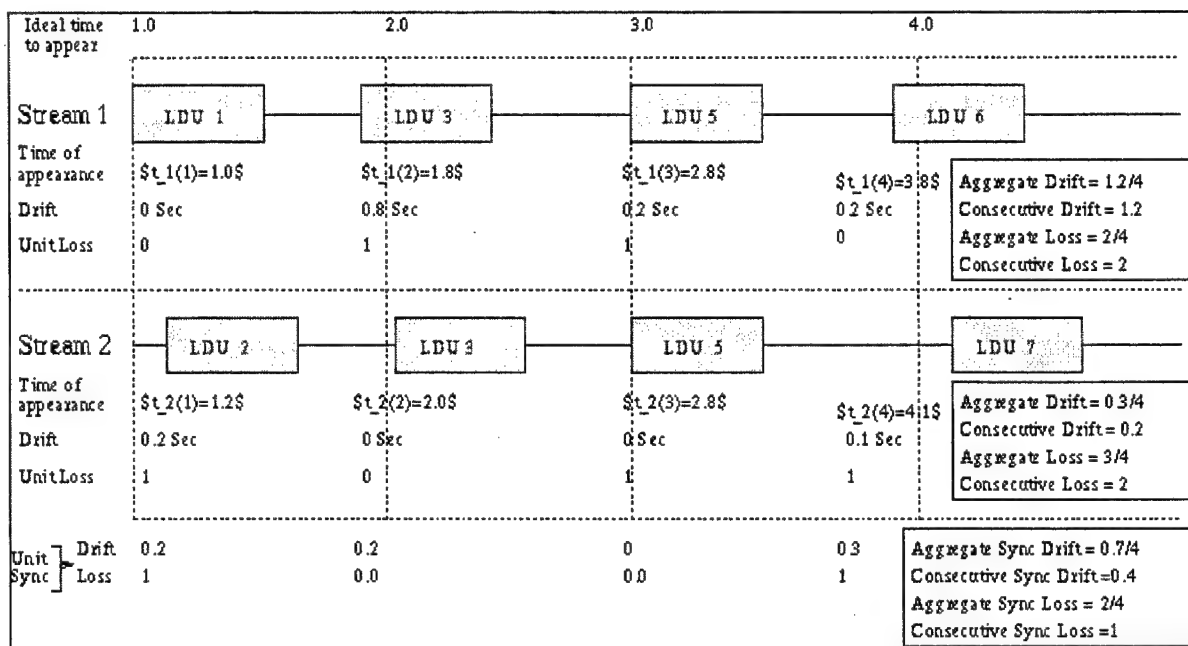 Ideal time to appear 1.0 2.0 3.0 4.0
Stream 1 LDU 1 LDU 3 LDU 5 LDU 6
Time of appearance $t_1(1)=1.0$ $t_1(2)=1.8$ $t_1(3)=2.8$ $t_1(4)=3.8$
Drift 0 Sec 0.8 Sec 0.2 Sec 0.2 Sec
Unit Loss 0 1 1 0
Aggregate Drift = 1.2/4
Consecutive Drift = 1.2
Aggregate Loss = 2/4
Consecutive Loss = 2
Stream 2 LDU 2 LDU 3 LDU 5 LDU 7
Time of appearance $t_2(1)=1.2$ $t_2(2)=2.0$ $t_2(3)=2.8$ $t_2(4)=4.1$
Drift 0.2 Sec 0 Sec 0 Sec 0.1 Sec
Unit Loss 1 0 1 1
Aggregate Drift = 0.3/4
Consecutive Drift = 0.2
Aggregate Loss = 3/4
Consecutive Loss = 2
Unit Sync
Drift 0.2 0.2 0 0.3
Loss 1 0.0 0.0 1
Aggregate Sync Drift = 0.7/4
Consecutive Sync Drift=0.4
Aggregate Sync Loss = 2/4
Consecutive Sync Loss =1